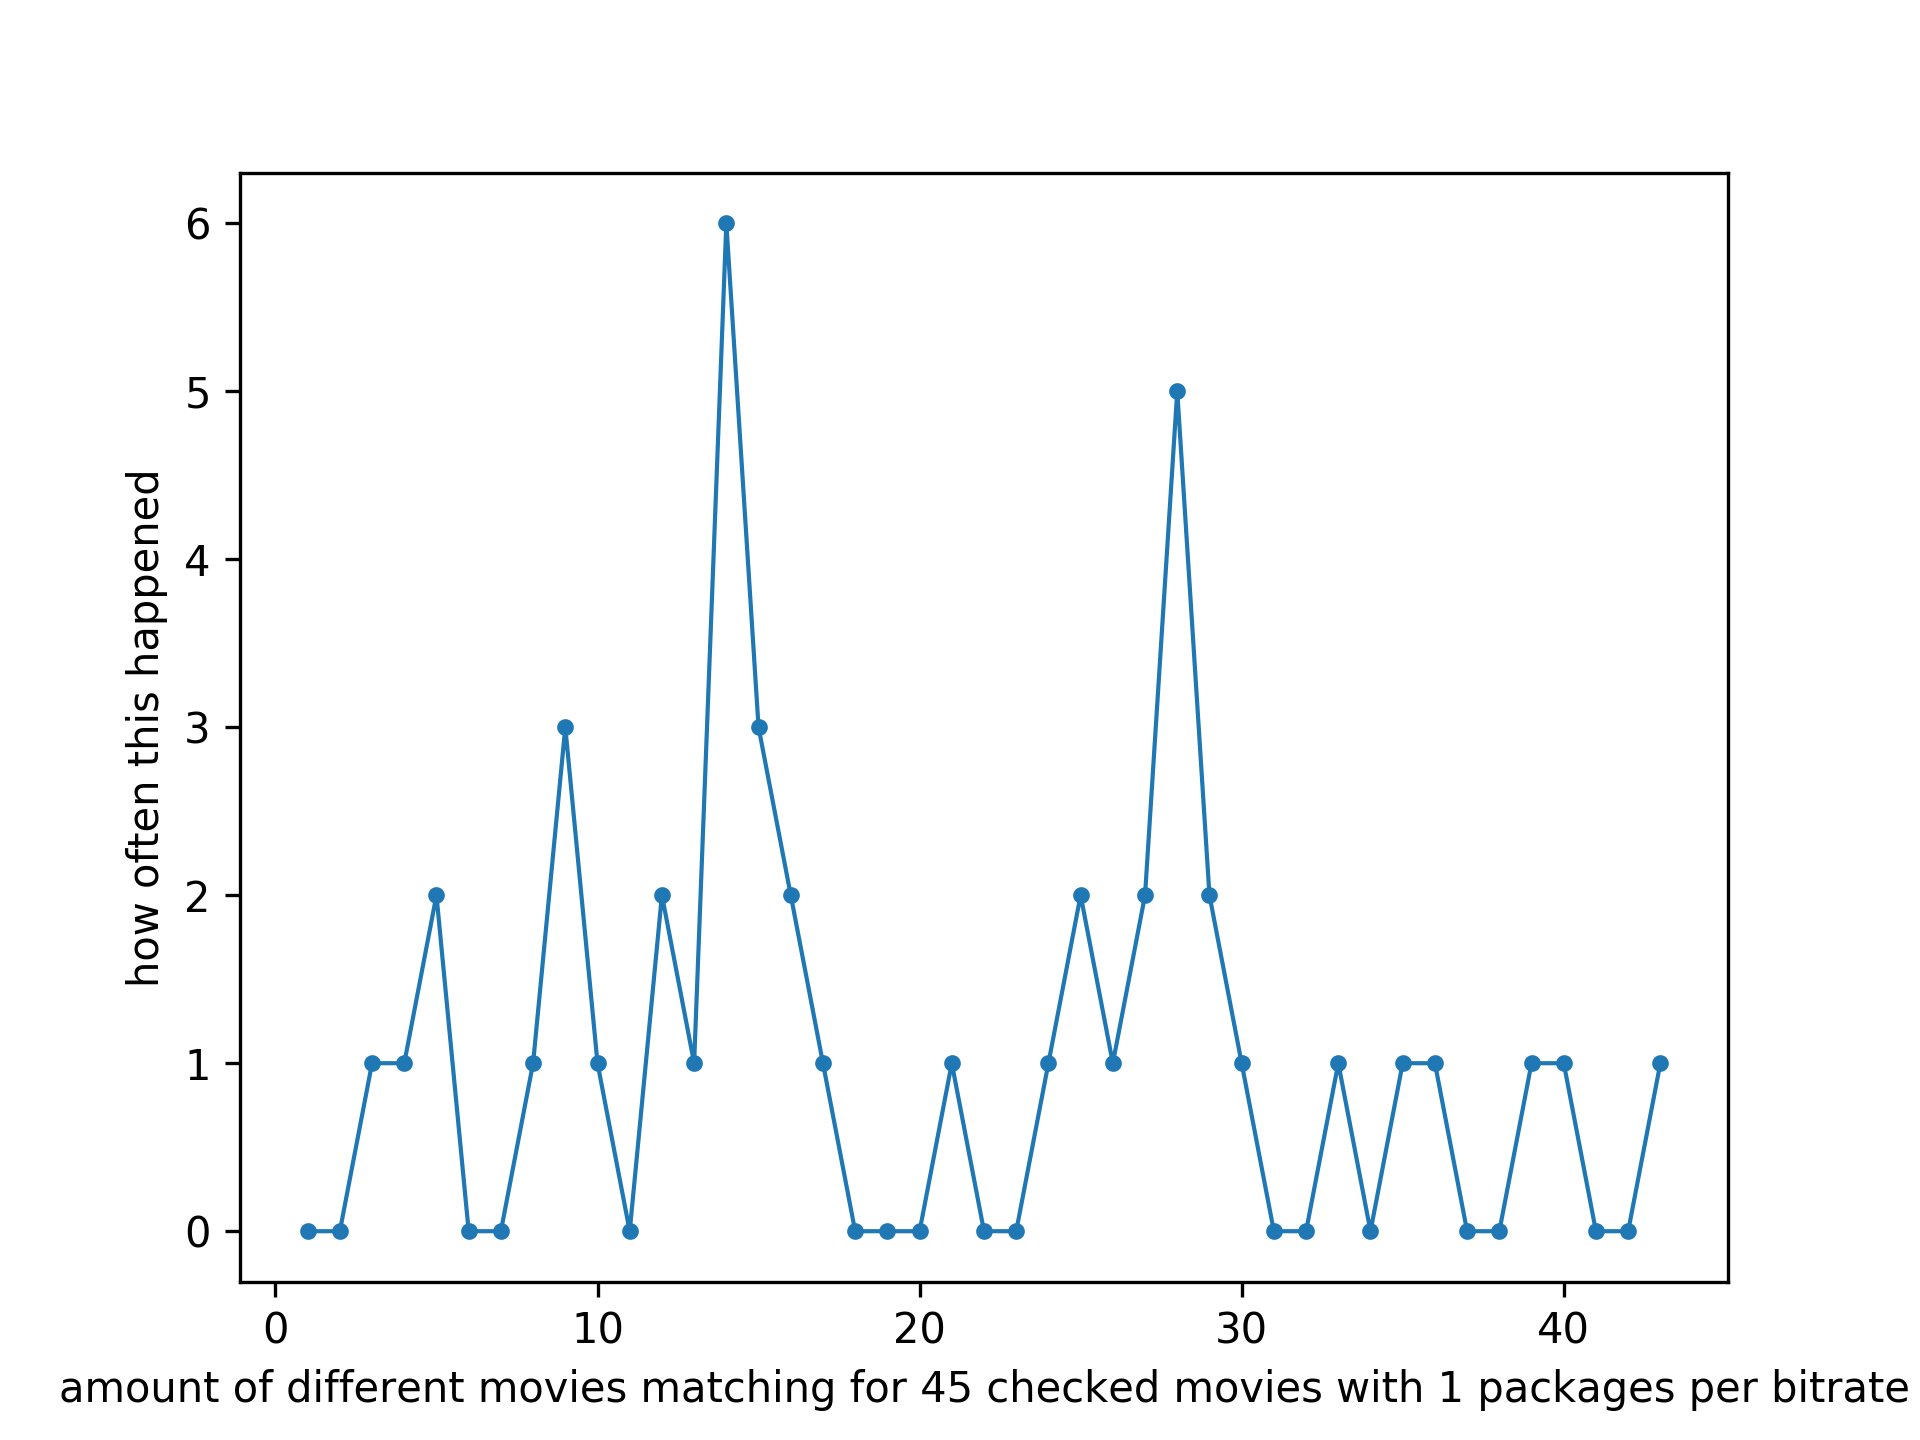 6
5
4
3
2
1
0
how often this happened
0 10 20 30 40
amount of different movies matching for 45 checked movies with 1 packages per bitrate